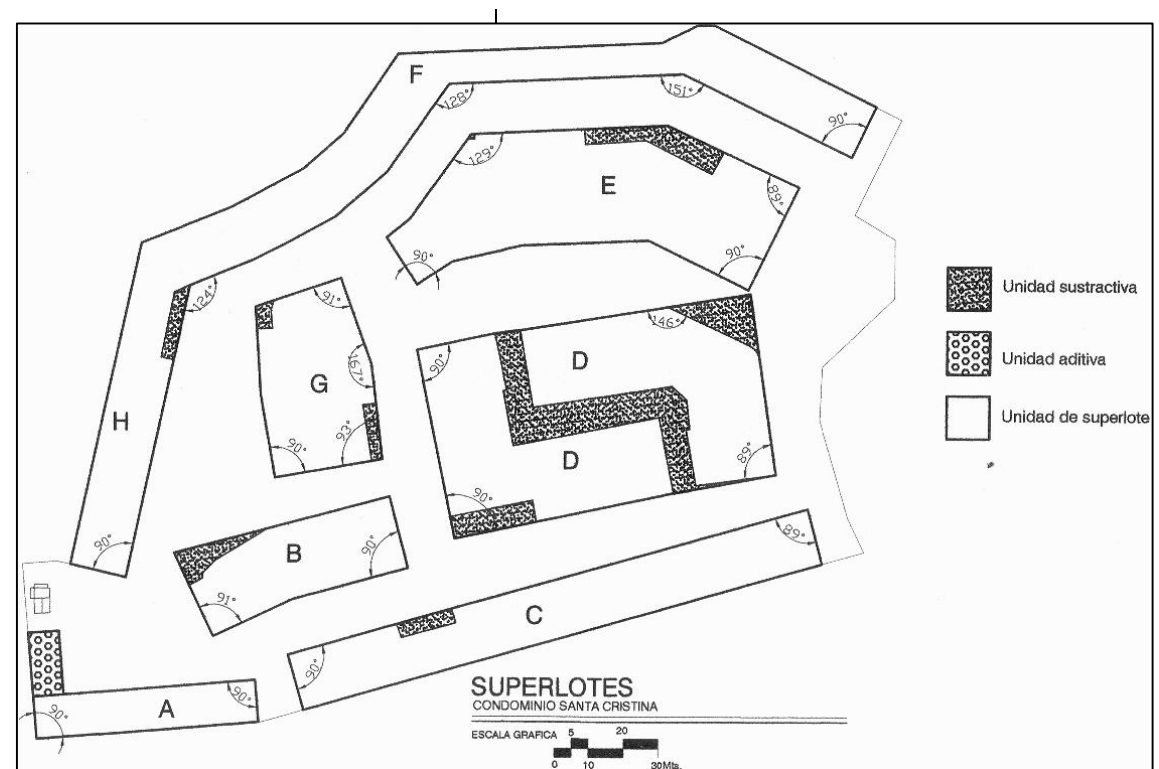 F
128°
151°
90°
129°
E
89°
90°
90°
124°
91°
146°
90°
D
G
167°
H
93°
90°
D
89°
90°
90°
B
90°
89°
91°
C
90°
90°
A
90°
Unidad sustractiva
Unidad aditiva
Unidad de superlote
SUPERLOTES
CONDOMINIO SANTA CRISTINA
ESCALA GRAFICA
5 20
0 10 30Mts.